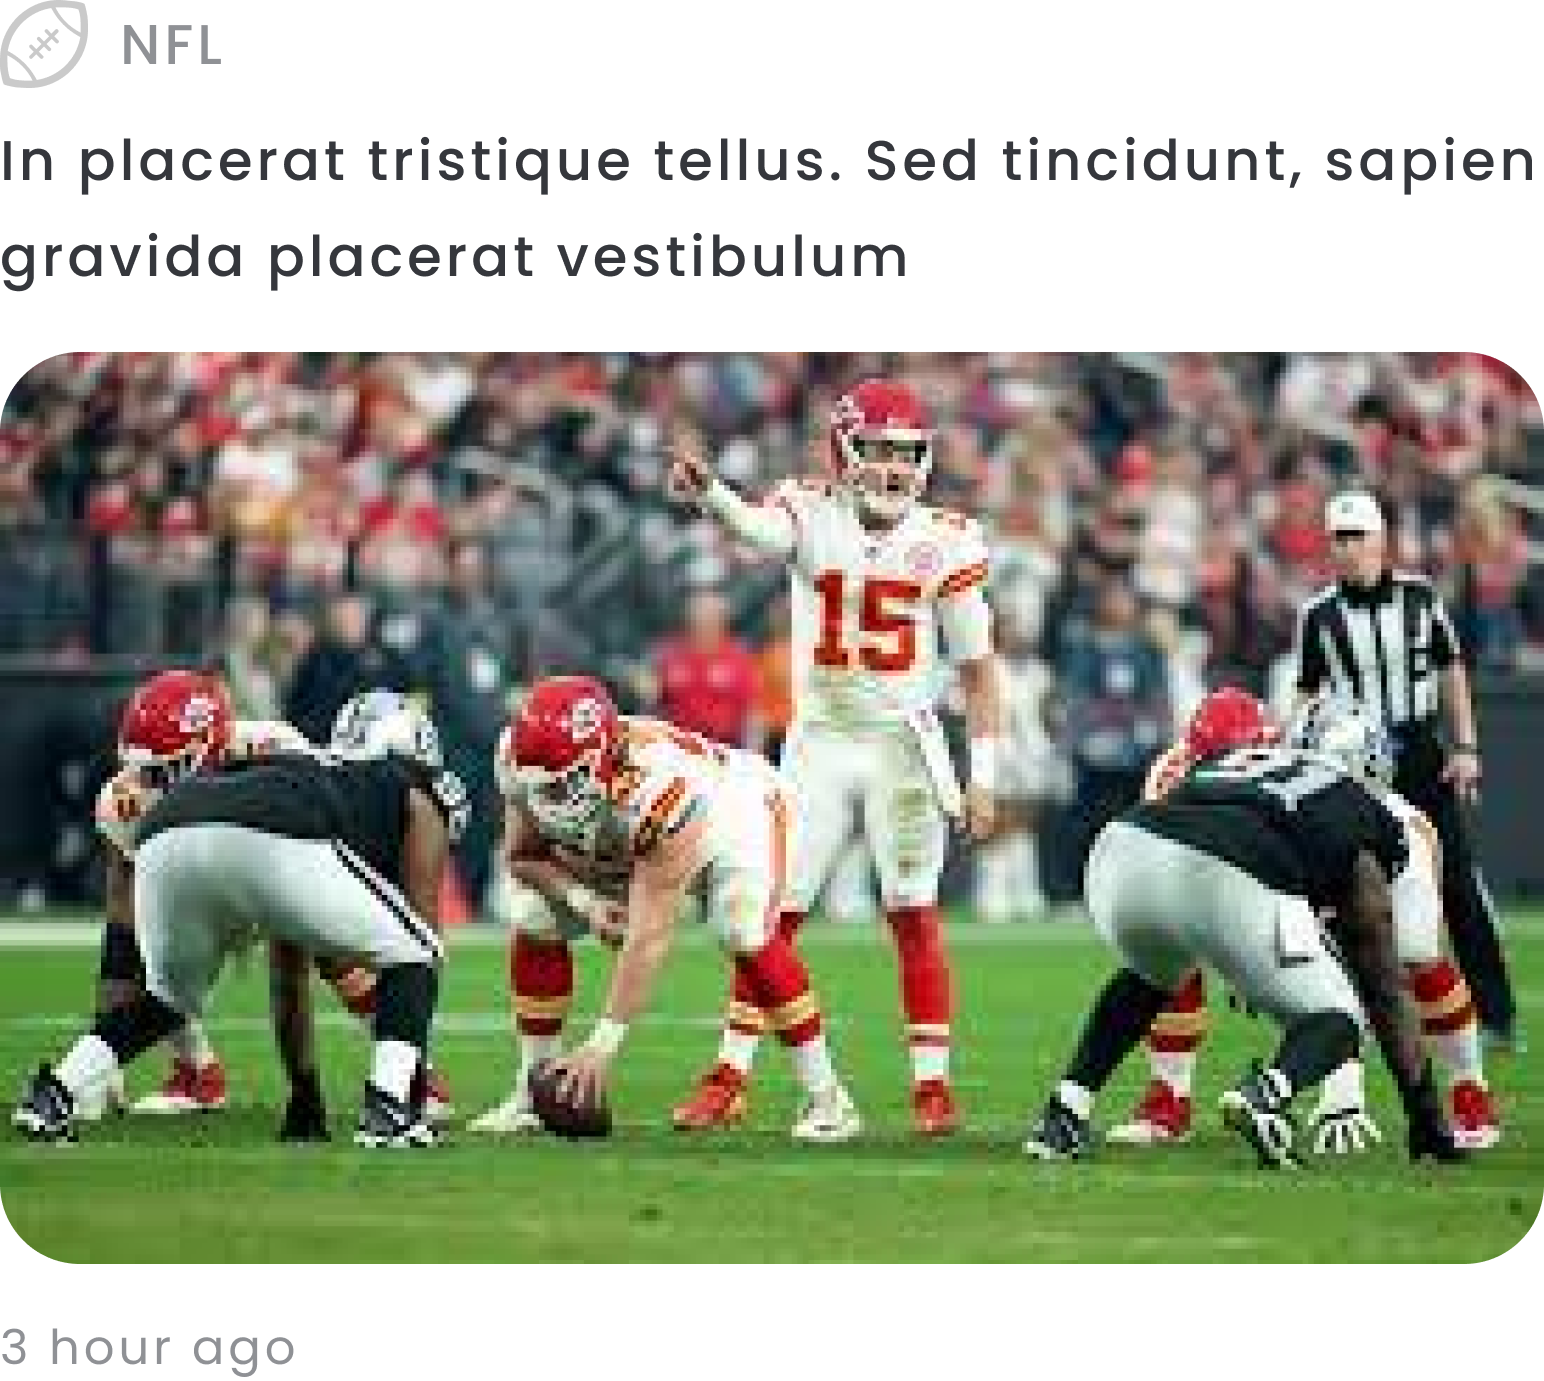 NFL
In placerat tristique tellus. Sed tincidunt, sapien
gravida placerat vestibulum
15
3 hour ago